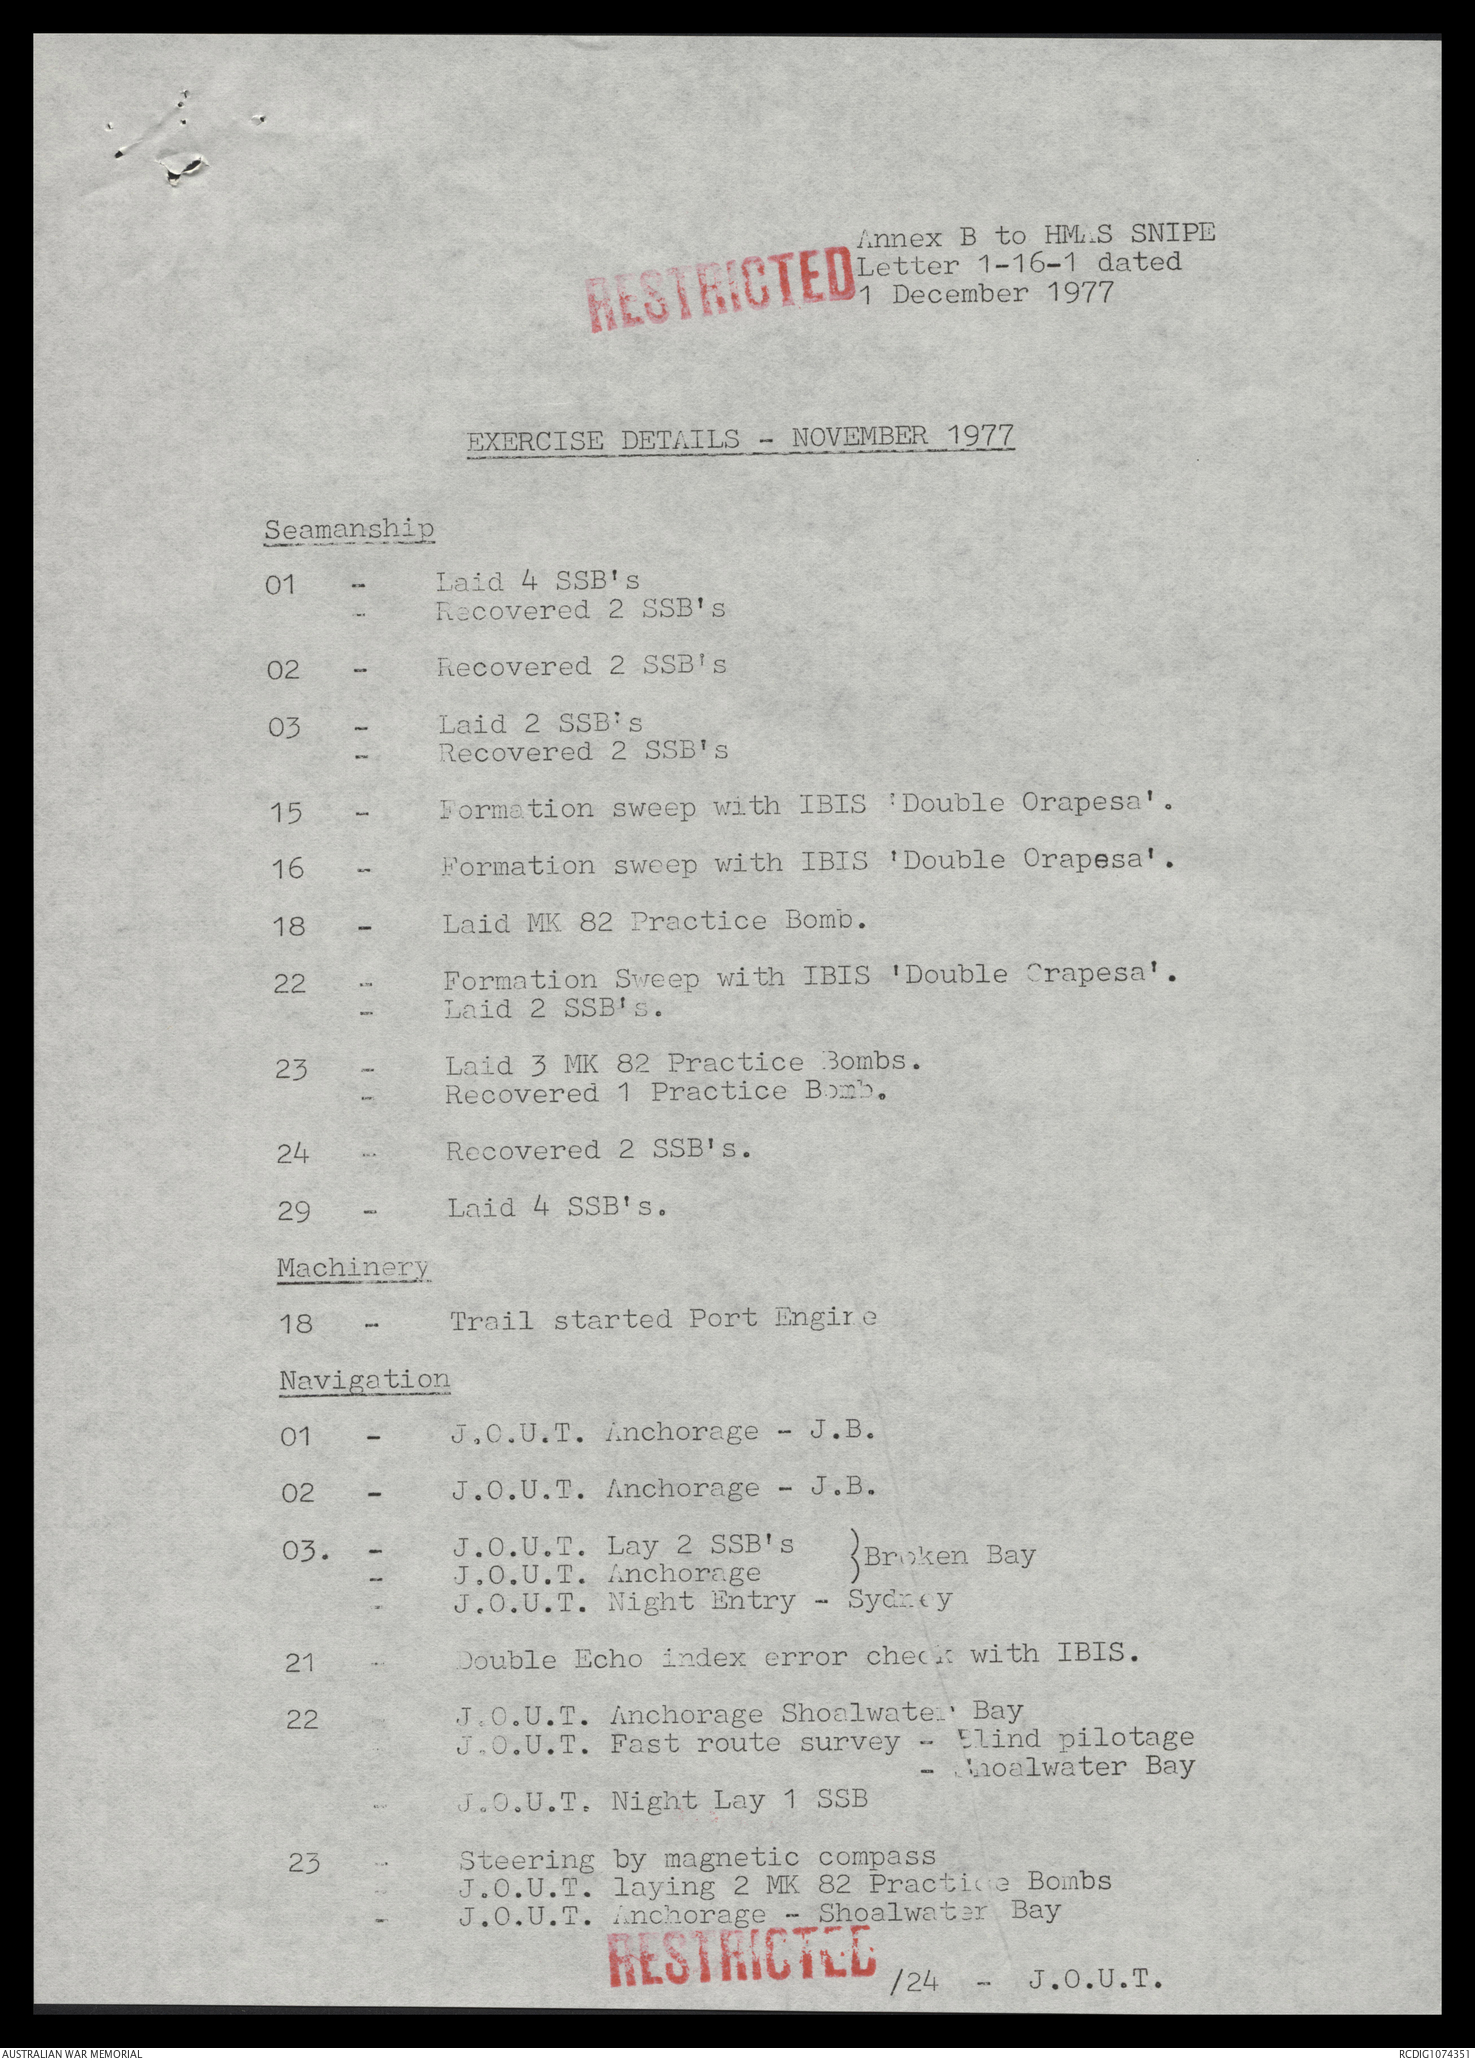 Annex B to HMAS SNIPE
RESTRICTED
Letter 1-16-1 dated
1 December 1977
EXERCISE DETAILS - NOVEMBER 1977
Seamanship
01 - Laid 4 SSB's
- Recovered 2 SSB's
02 - Recovered 2 SSB's
03 - Laid 2 SSB's
- Recovered 2 SSB's
15 - Formation sweep with IBIS 'Double Orapesa'.
16 - Formation sweep with IBIS 'Double Orapesa'.
18 - Laid MK 82 Practice Bomb.
22 - Formation Sweep with IBIS 'Double Orapesa'.
- Laid 2 SSB's.
23 - Laid 3 MK 82 Practice Bombs.
- Recovered 1 Practice Bomb.
24 - Recovered 2 SSB's.
29 - Laid 4 SSB's.
Machinery
18 - Trail started Port Engine
Navigation
01 - J.O.U.T. Anchorage - J.B.
02 - J.O.U.T. Anchorage - J.B.
03. - J.O.U.T. Lay 2 SSB's
- J.O.U.T. Anchorage } Broken Bay
- J.O.U.T. Night Entry - Sydney
21 - Double Echo index error check with IBIS.
22 - J.O.U.T. Anchorage Shoalwater Bay
J.O.U.T. Fast route survey - Blind pilotage
- Shoalwater Bay
- J.O.U.T. Night Lay 1 SSB
23 - Steering by magnetic compass
- J.O.U.T. laying 2 MK 82 Practice Bombs
- J.O.U.T. Anchorage - Shoalwater Bay
RESTRICTED
/24 - J.O.U.T.
AUSTRALIAN WAR MEMORIAL
RCDIG1074351